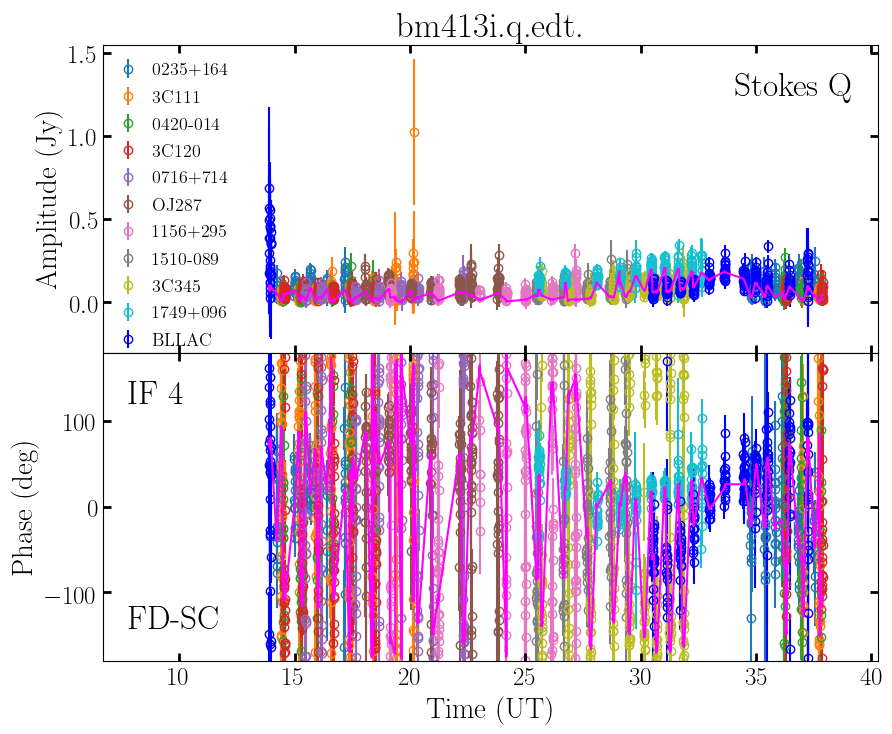 bm413i.q.edt.
1.5
1.0
0.5
0.0
Amplitude (Jy)
0235+164
3C111
0420-014
3C120
0716+714
OJ287
1156+295
1510-089
3C345
1749+096
BLLAC
Stokes Q
IF 4
FD-SC
100
0
−100
Phase (deg)
10 15 20 25 30 35 40
Time (UT)